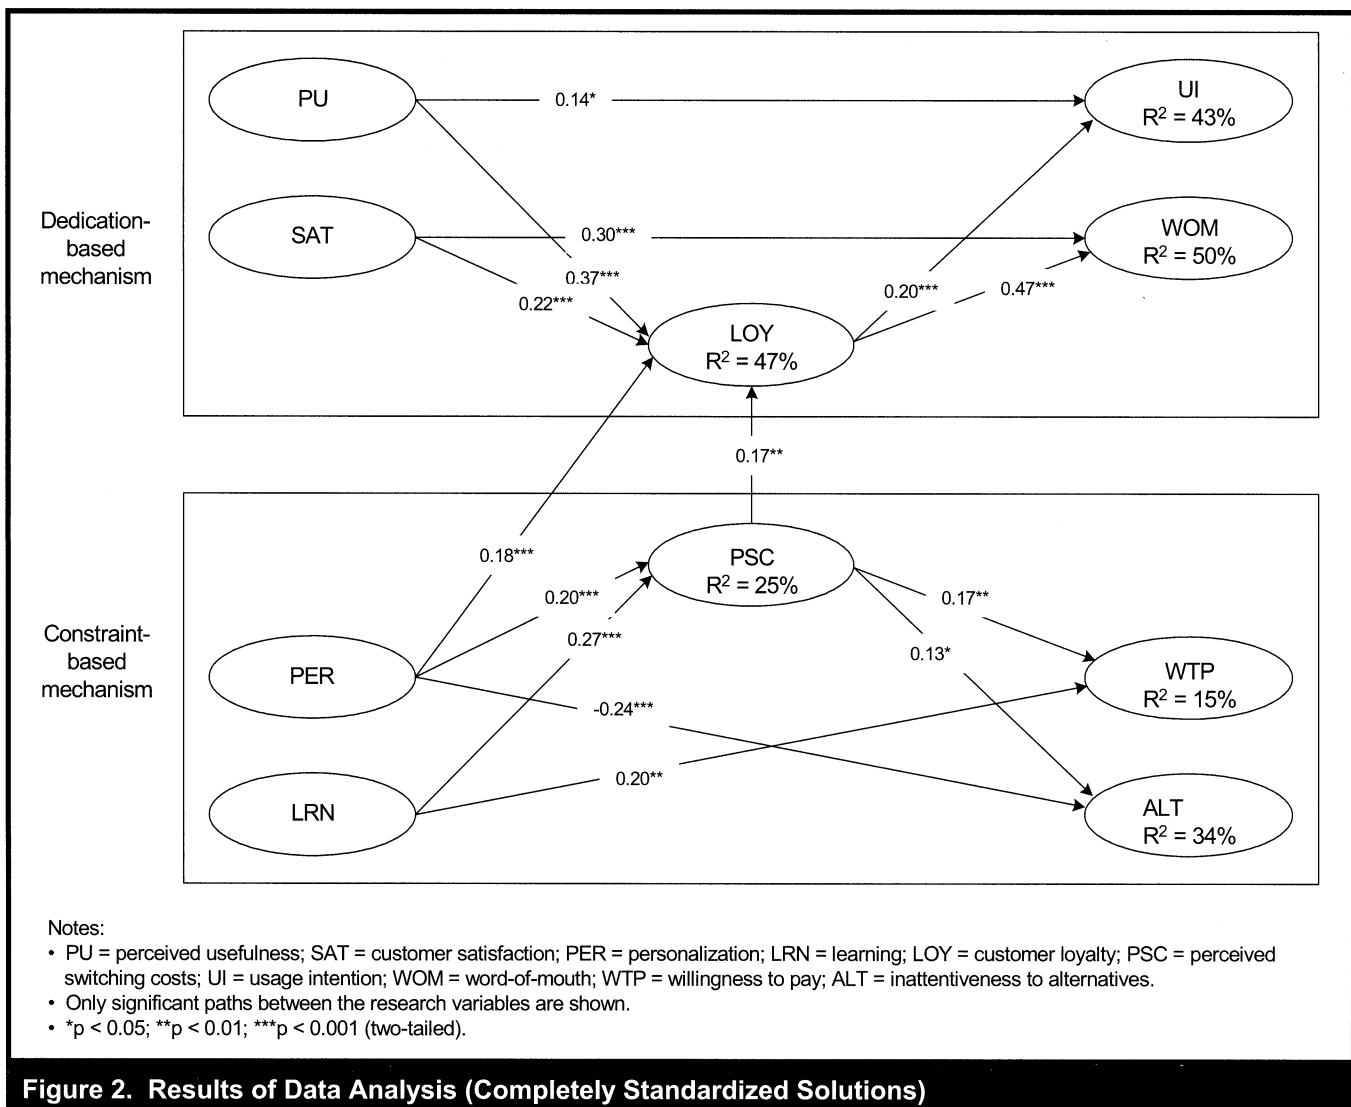 PU
0.14*
UI
R² = 43%
Dedication-
based
mechanism
SAT
0.30***
WOM
R² = 50%
0.37***
0.22***
0.20***
0.47***
LOY
R² = 47%
0.17**
Constraint-
based
mechanism
0.18***
PSC
R² = 25%
0.20***
0.17**
0.27***
0.13*
PER
WTP
R² = 15%
-0.24***
0.20**
LRN
ALT
R² = 34%
Notes:
• PU = perceived usefulness; SAT = customer satisfaction; PER = personalization; LRN = learning; LOY = customer loyalty; PSC = perceived
switching costs; UI = usage intention; WOM = word-of-mouth; WTP = willingness to pay; ALT = inattentiveness to alternatives.
• Only significant paths between the research variables are shown.
• *p < 0.05; **p < 0.01; ***p < 0.001 (two-tailed).
Figure 2. Results of Data Analysis (Completely Standardized Solutions)